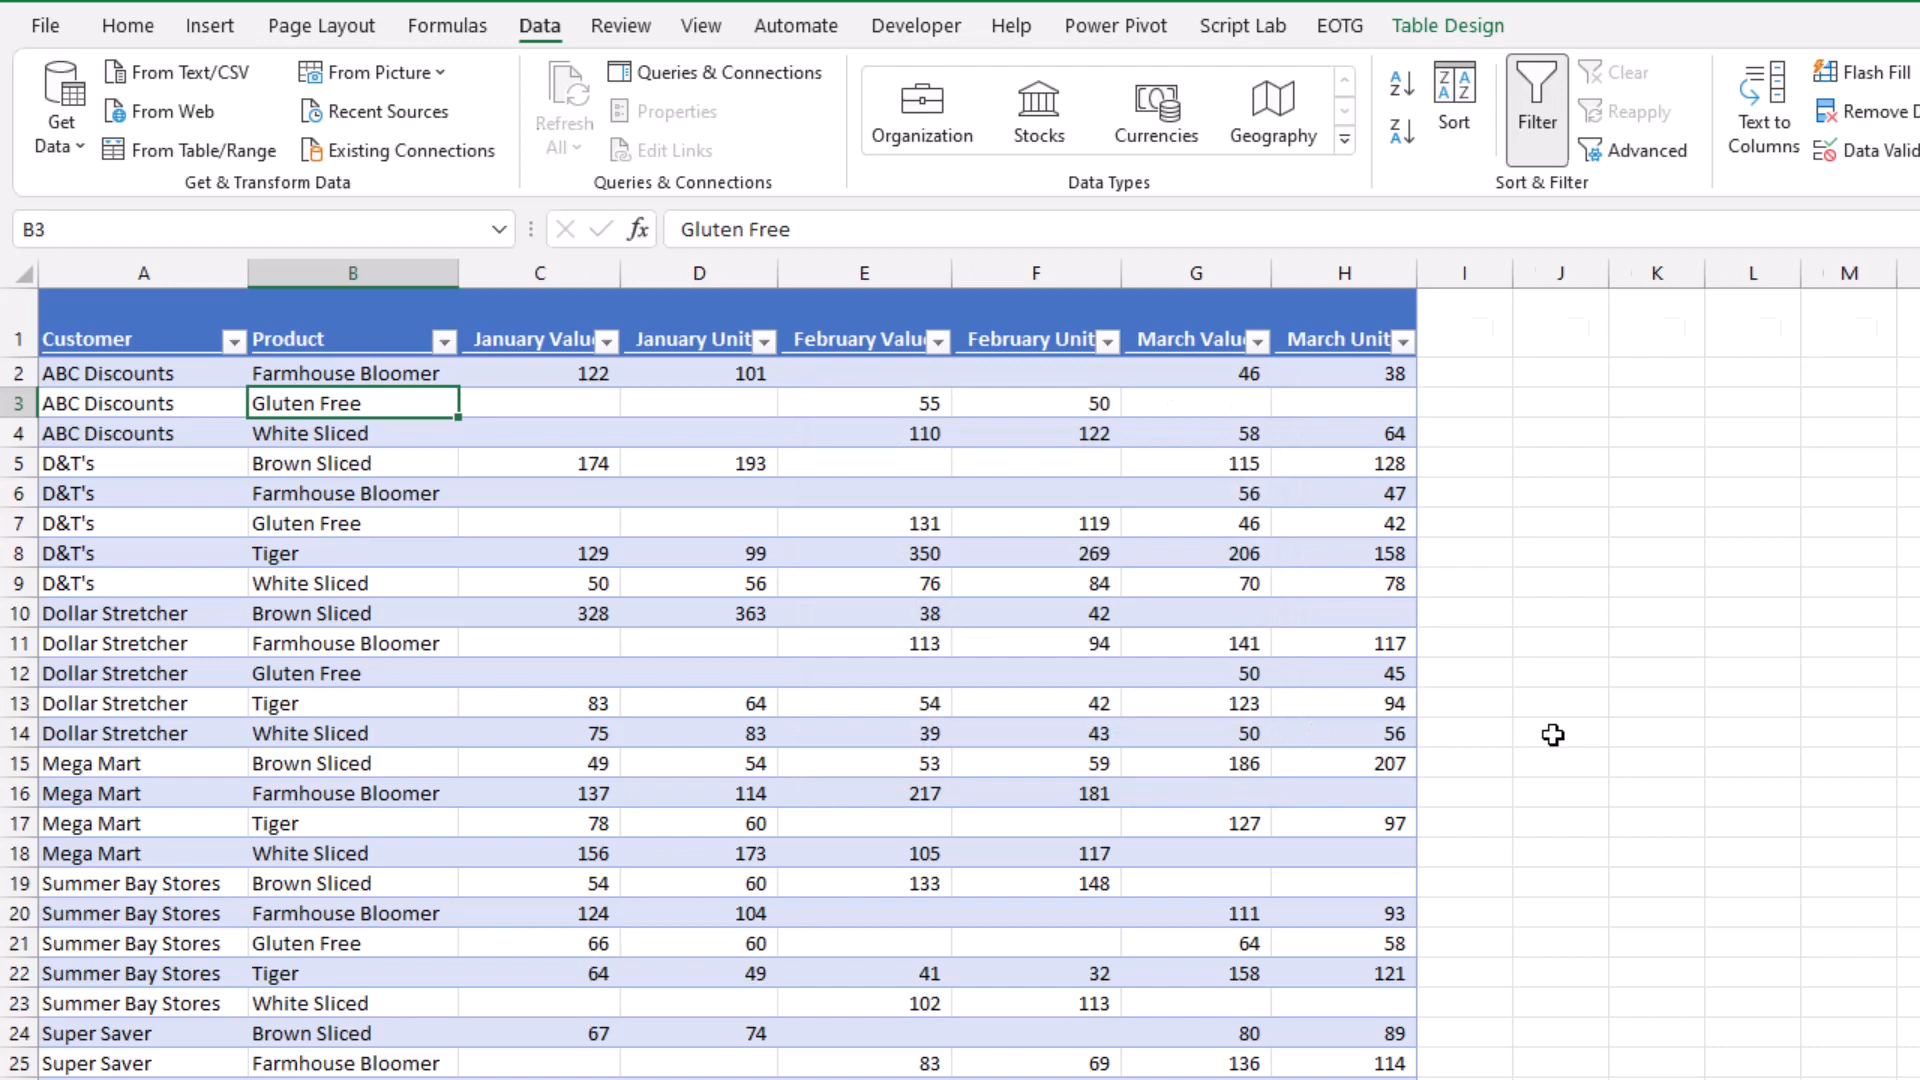 File Home Insert Page Layout Formulas Data Review View Automate Developer Help Power Pivot Script Lab EOTG Table Design
From Text/CSV From Picture Queries & Connections Clear Flash Fill
Get Data From Web Recent Sources Refresh All Properties Organization Stocks Currencies Geography Sort Filter Reapply Text to Columns Remove D
From Table/Range Existing Connections Edit Links Advanced Data Valid
Get & Transform Data Queries & Connections Data Types Sort & Filter
B3 fx Gluten Free
A B C D E F G H I J K L M
1 Customer Product January Valu January Unit February Valu February Unit March Valu March Unit
2 ABC Discounts Farmhouse Bloomer 122 101 46 38
3 ABC Discounts Gluten Free 55 50
4 ABC Discounts White Sliced 110 122 58 64
5 D&T's Brown Sliced 174 193 115 128
6 D&T's Farmhouse Bloomer 56 47
7 D&T's Gluten Free 131 119 46 42
8 D&T's Tiger 129 99 350 269 206 158
9 D&T's White Sliced 50 56 76 84 70 78
10 Dollar Stretcher Brown Sliced 328 363 38 42
11 Dollar Stretcher Farmhouse Bloomer 113 94 141 117
12 Dollar Stretcher Gluten Free 50 45
13 Dollar Stretcher Tiger 83 64 54 42 123 94
14 Dollar Stretcher White Sliced 75 83 39 43 50 56
15 Mega Mart Brown Sliced 49 54 53 59 186 207
16 Mega Mart Farmhouse Bloomer 137 114 217 181
17 Mega Mart Tiger 78 60 127 97
18 Mega Mart White Sliced 156 173 105 117
19 Summer Bay Stores Brown Sliced 54 60 133 148
20 Summer Bay Stores Farmhouse Bloomer 124 104 111 93
21 Summer Bay Stores Gluten Free 66 60 64 58
22 Summer Bay Stores Tiger 64 49 41 32 158 121
23 Summer Bay Stores White Sliced 102 113
24 Super Saver Brown Sliced 67 74 80 89
25 Super Saver Farmhouse Bloomer 83 69 136 114